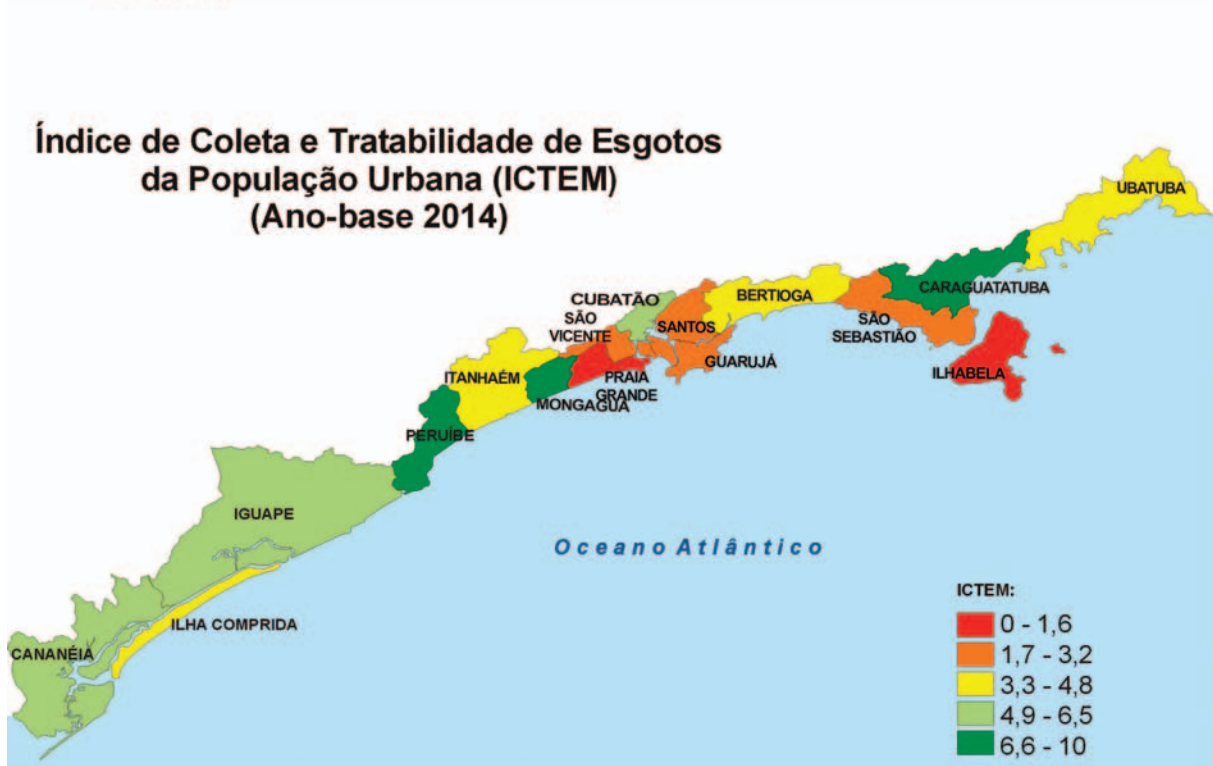 Índice de Coleta e Tratabilidade de Esgotos
da População Urbana (ICTEM)
(Ano-base 2014)
UBATUBA
CARAGUATATUBA
BERTIOGA
CUBATÃO
SÃO
VICENTE
SANTOS
SÃO
SEBASTIÃO
GUARUJÁ
ILHABELA
ITANHAÉM
PRAIA
GRANDE
MONGAGUÁ
PERUÍBE
IGUAPE
Oceano Atlântico
ILHA COMPRIDA
CANANÉIA
ICTEM:
0 - 1,6
1,7 - 3,2
3,3 - 4,8
4,9 - 6,5
6,6 - 10